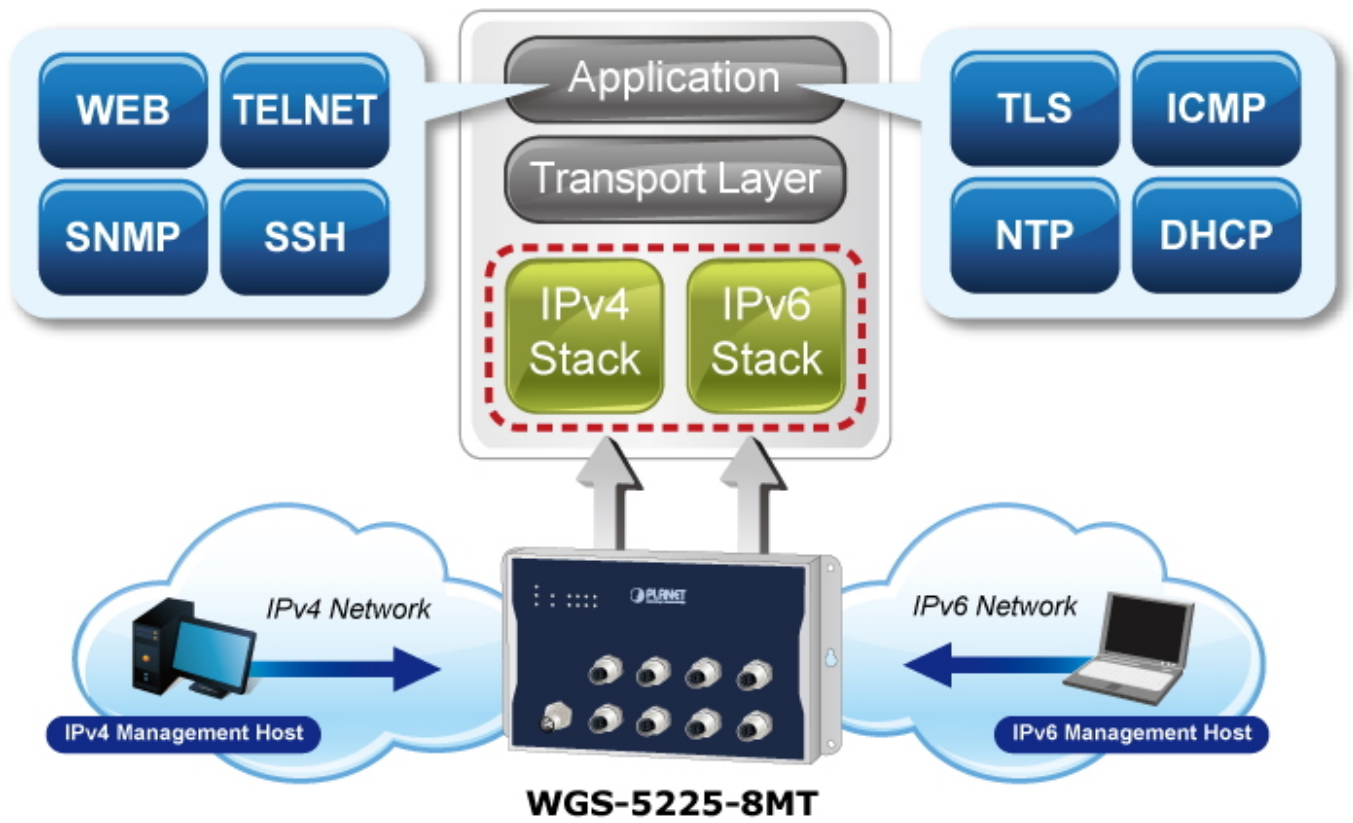 Application
WEB TELNET
TLS ICMP
Transport Layer
SNMP SSH
NTP DHCP
IPv4
Stack
IPv6
Stack
PLANET
IPv4 Network
IPv6 Network
IPv4 Management Host
IPv6 Management Host
WGS-5225-8MT